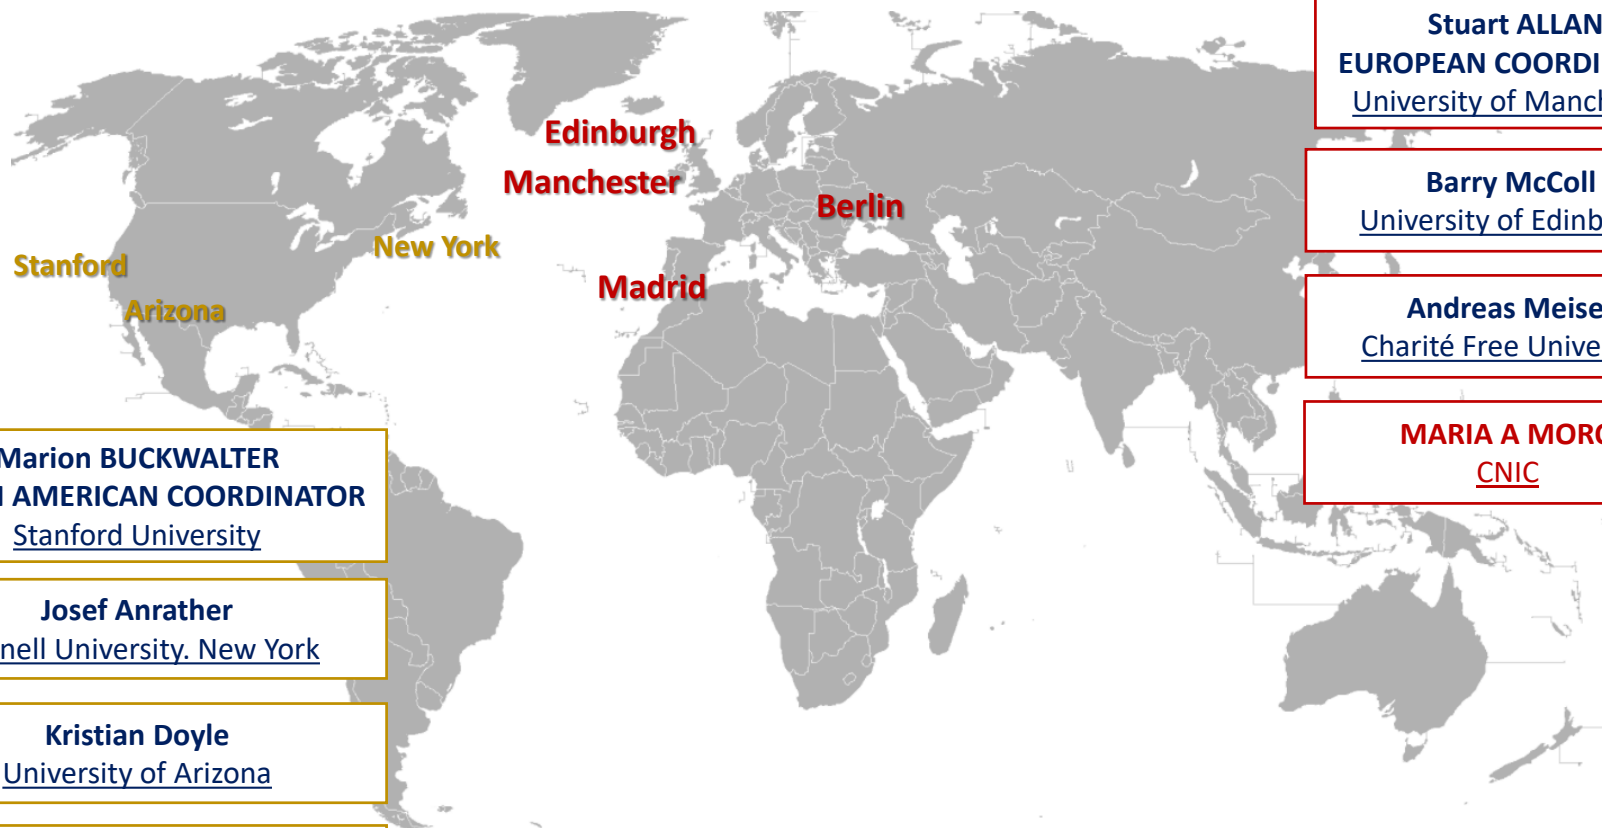 Stuart ALLAN
EUROPEAN COORDI
University of Manch
Edinburgh
Manchester
Barry McColl
University of Edinb
Berlin
New York
Stanford
Madrid
Arizona
Andreas Meise
Charité Free Unive
MARIA A MORO
CNIC
Marion BUCKWALTER
AMERICAN COORDINATOR
Stanford University
Josef Anrather
nell University. New York
Kristian Doyle
University of Arizona